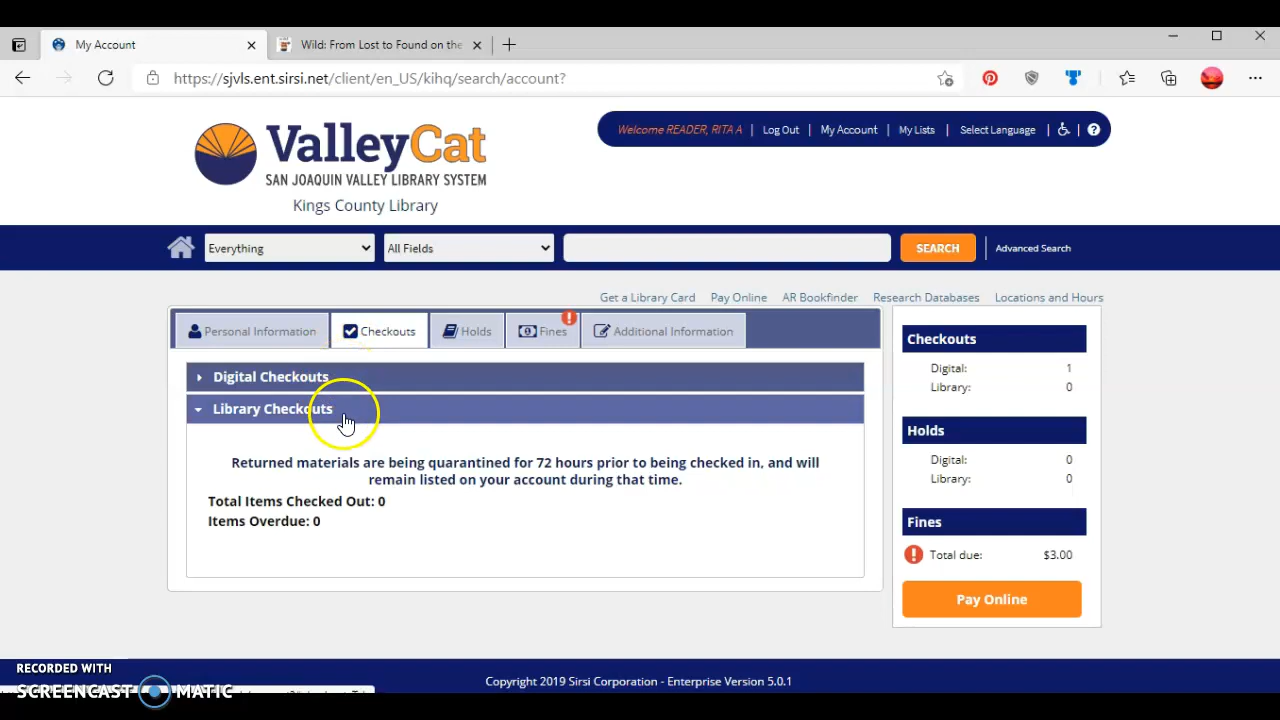 My Account
Wild: From Lost to Found on the
https://sjvls.ent.sirsi.net/client/en_US/kihq/search/account?
ValleyCat
SAN JOAQUIN VALLEY LIBRARY SYSTEM
Kings County Library
Welcome READER, RITA A | Log Out | My Account | My Lists | Select Language | ?
Everything All Fields SEARCH Advanced Search
Get a Library Card Pay Online AR Bookfinder Research Databases Locations and Hours
Personal Information Checkouts Holds Fines Additional Information
Digital Checkouts
Library Checkouts
Returned materials are being quarantined for 72 hours prior to being checked in, and will
remain listed on your account during that time.
Total Items Checked Out: 0
Items Overdue: 0
Checkouts
Digital: 1
Library: 0
Holds
Digital: 0
Library: 0
Fines
Total due: $3.00
Pay Online
RECORDED WITH
SCREENCAST MATIC
Copyright 2019 Sirsi Corporation - Enterprise Version 5.0.1